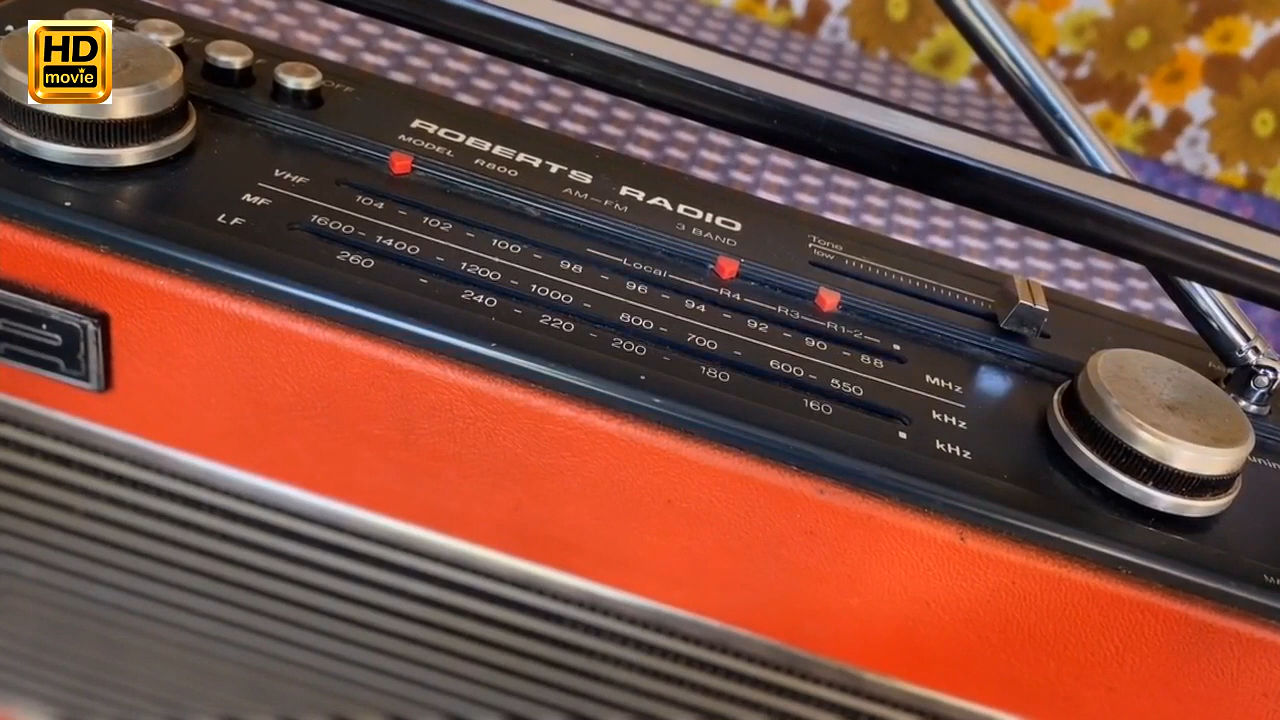 HD
movie
OFF
ROBERTS RADIO
MODEL R600
AM-FM
3 BAND
Tone
low
VHF
104 - 102 - 100 - 98 - 96 - 94 - 92 - 90 - 88
MHz
Local
R4
R3
R1-2
MF
1600 - 1400 - 1200 - 1000 - 800 - 700 - 600 - 550
kHz
LF
260 - 240 - 220 - 200 - 180
160
kHz